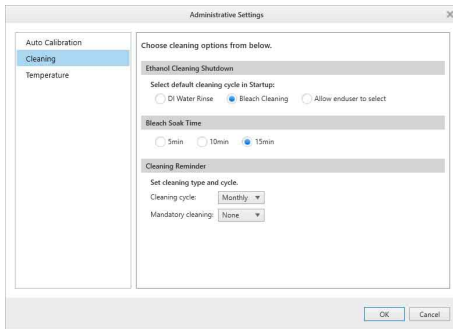 Administrative Settings
Auto Calibration
Cleaning
Temperature
Choose cleaning options from below.
Ethanol Cleaning Shutdown
Select default cleaning cycle in Startup:
DI Water Rinse Bleach Cleaning Allow enduser to select
Bleach Soak Time
5min 10min 15min
Cleaning Reminder
Set cleaning type and cycle.
Cleaning cycle: Monthly
Mandatory cleaning: None
OK Cancel